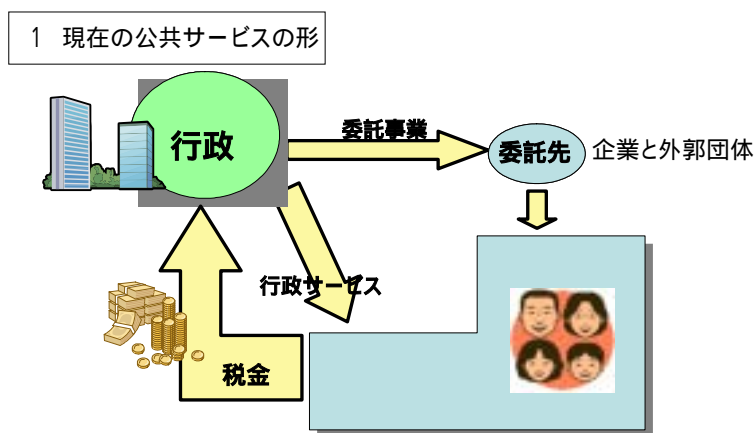 1 現在の公共サービスの形
行政
委託事業
委託先
企業と外郭団体
行政サービス
税金